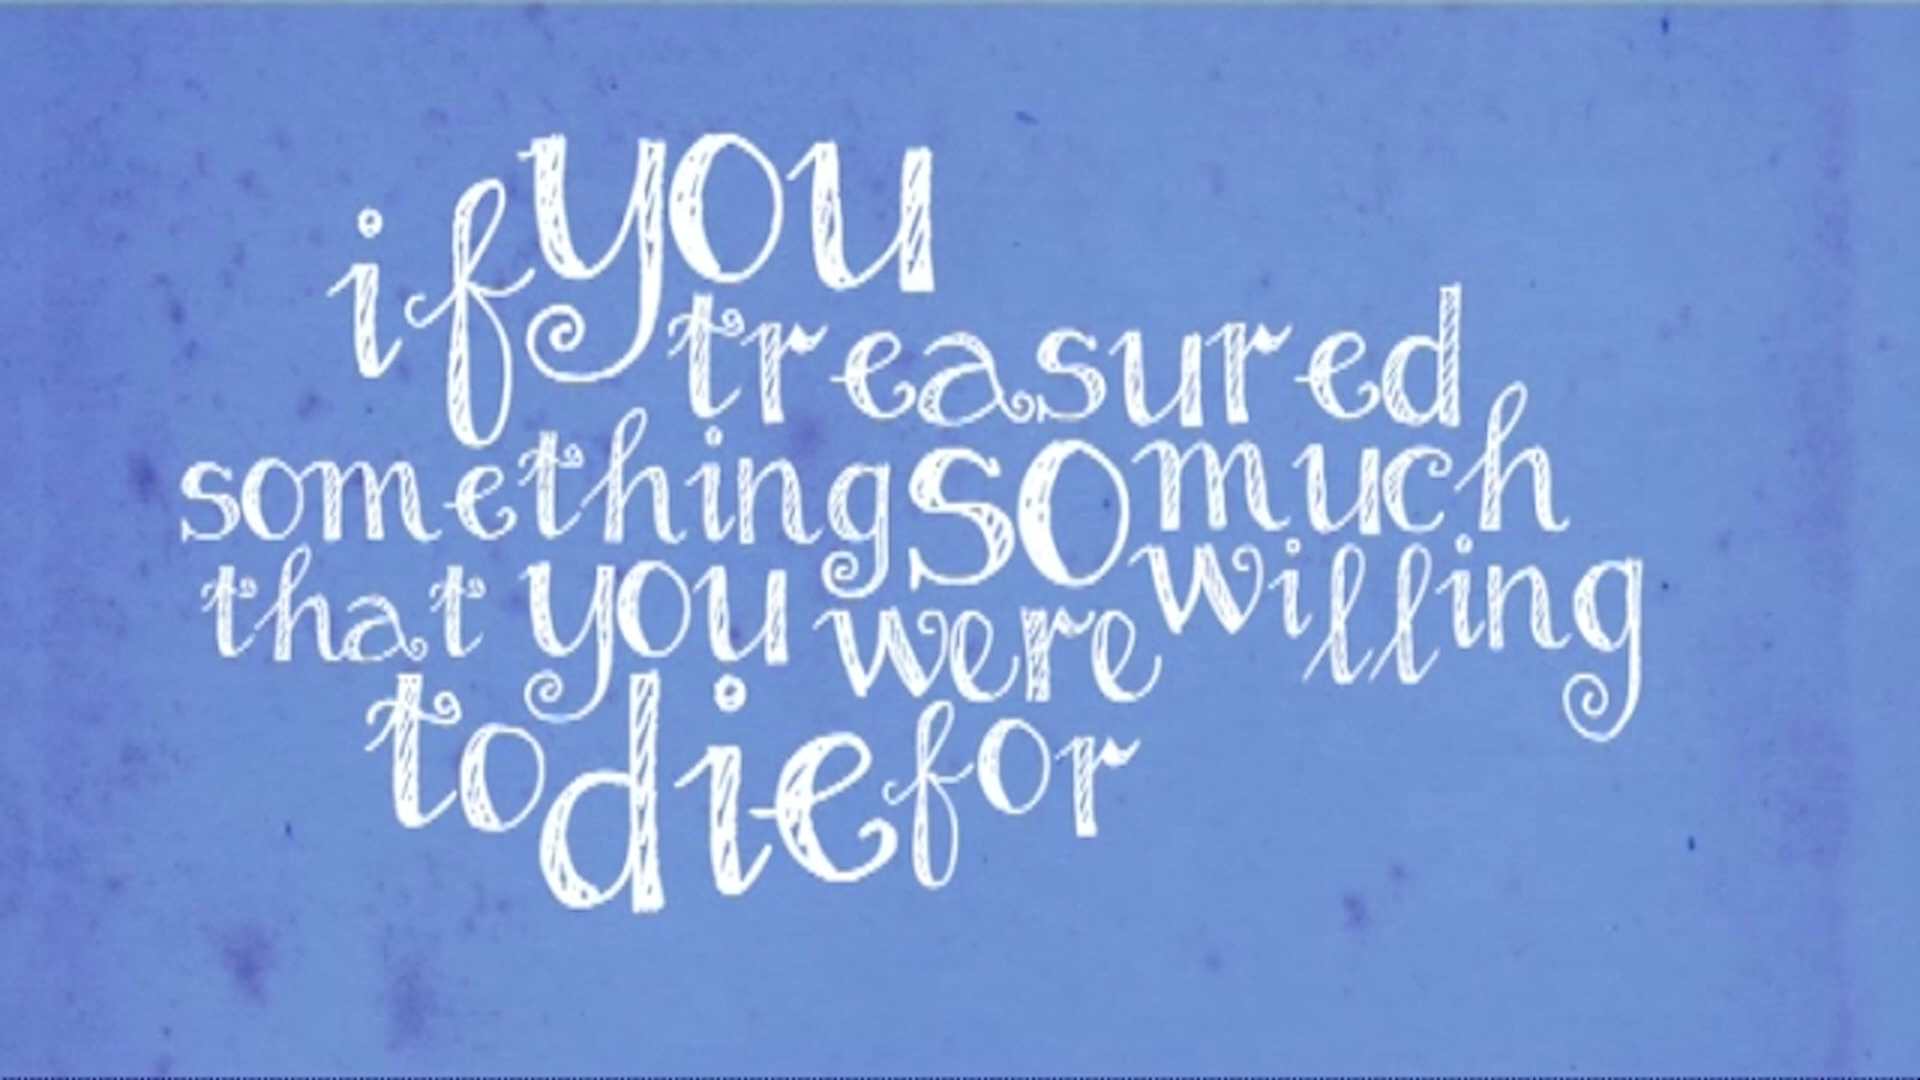 if you
treasured
something so much
that you were willing
to die for